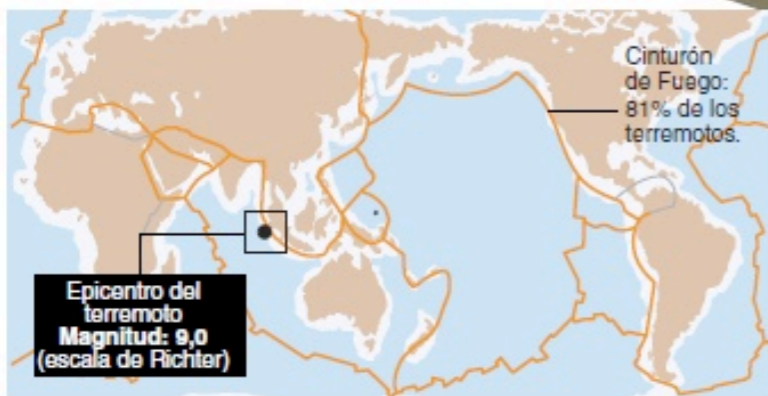 Cinturón
de Fuego:
81% de los
terremotos.
Epicentro del
terremoto
Magnitud: 9,0
(escala de Richter)